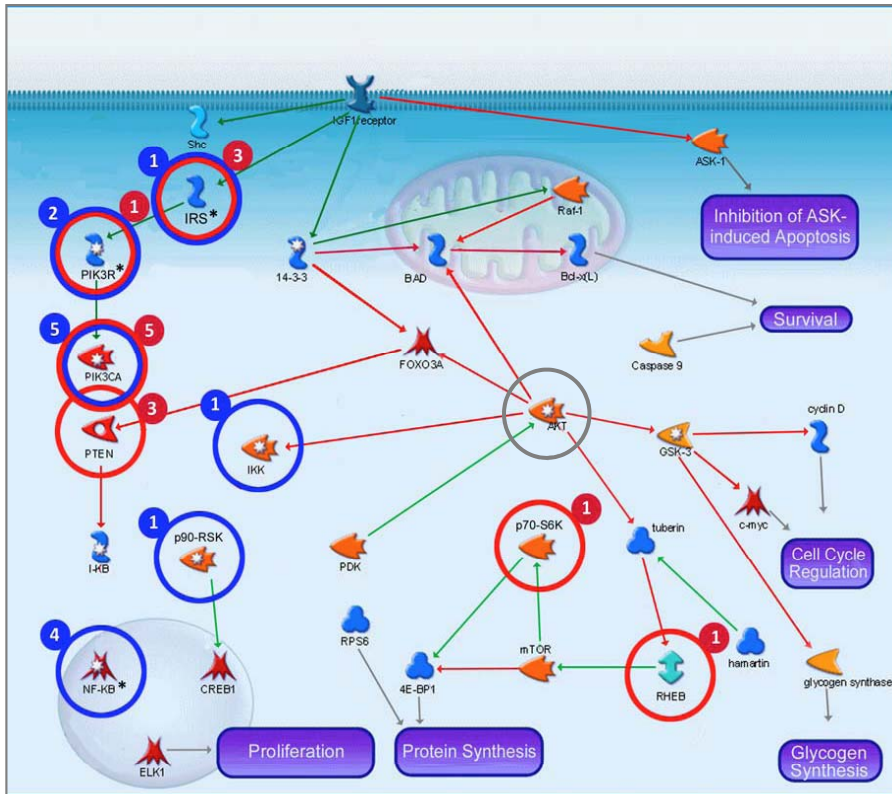 IGF1receptor
Shc
ASK-1
1
3
IRS*
Raf-1
Inhibition of ASK-
induced Apoptosis
2
1
PIK3R*
14-3-3
BAD
Bcl-x(L)
Survival
5
5
PIK3CA
FOXO3A
Caspase 9
3
PTEN
1
IKK
AKT
GSK-3
cyclin D
c-myc
1
p90-RSK
I-KB
PDK
p70-S6K
1
tuberin
Cell Cycle
Regulation
4
NF-KB*
CREB1
RPS6
4E-BP1
mTOR
1
RHEB
hamartin
glycogen synthase
ELK1
Proliferation
Protein Synthesis
Glycogen
Synthesis